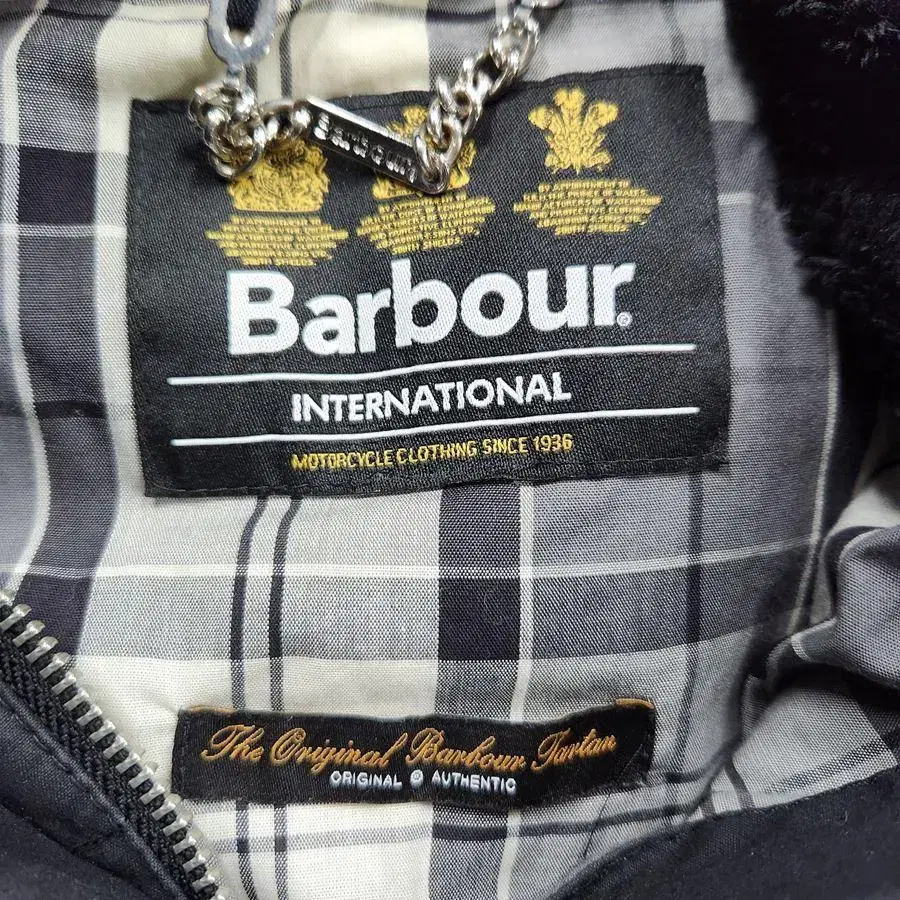 Barbour
Barbour®
INTERNATIONAL
MOTORCYCLE CLOTHING SINCE 1936
The Original Barbour Tartan
ORIGINAL & AUTHENTIC